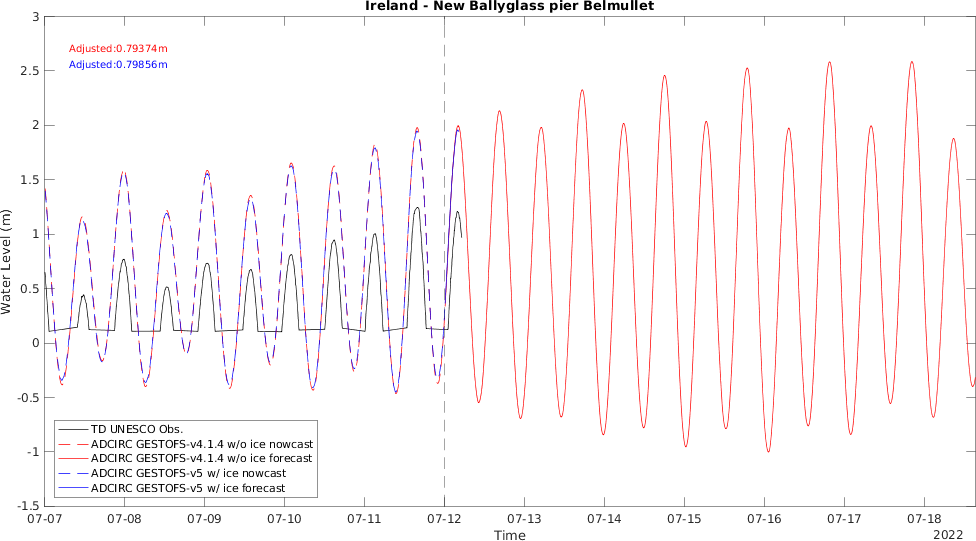 Ireland - New Ballyglass pier Belmullet
3
2.5
2
1.5
1
0.5
0
-0.5
-1
-1.5
Water Level (m)
Adjusted:0.79374m
Adjusted:0.79856m
TD UNESCO Obs.
ADCIRC GESTOFS-v4.1.4 w/o ice nowcast
ADCIRC GESTOFS-v4.1.4 w/o ice forecast
ADCIRC GESTOFS-v5 w/ ice nowcast
ADCIRC GESTOFS-v5 w/ ice forecast
07-07 07-08 07-09 07-10 07-11 07-12 07-13 07-14 07-15 07-16 07-17 07-18
Time
2022